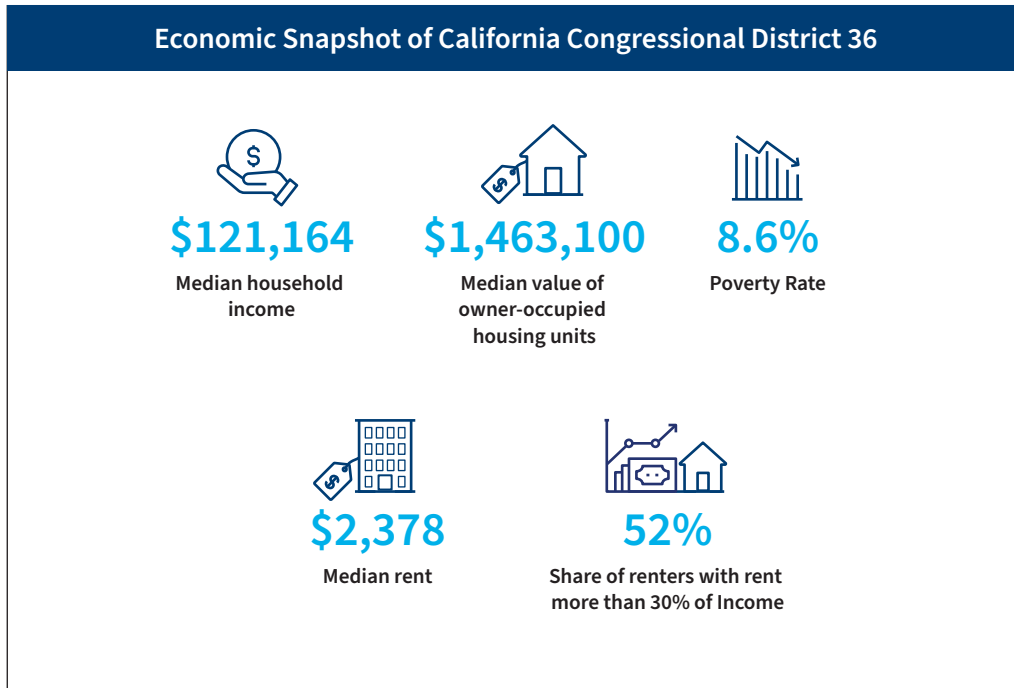 Economic Snapshot of California Congressional District 36
$
$
$121,164
Median household
income
$1,463,100
Median value of
owner-occupied
housing units
8.6%
Poverty Rate
$
$2,378
Median rent
52%
Share of renters with rent
more than 30% of Income